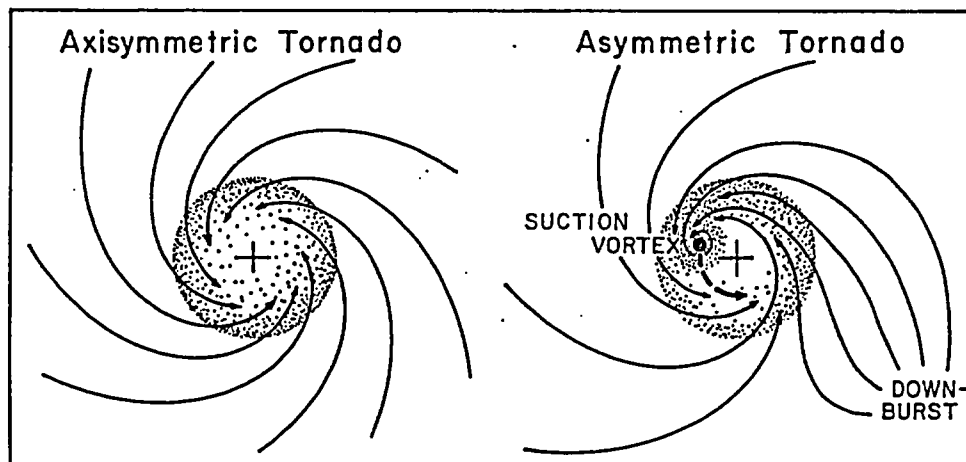 Axisymmetric Tornado
Asymmetric Tornado
SUCTION
VORTEX
DOWN-
BURST